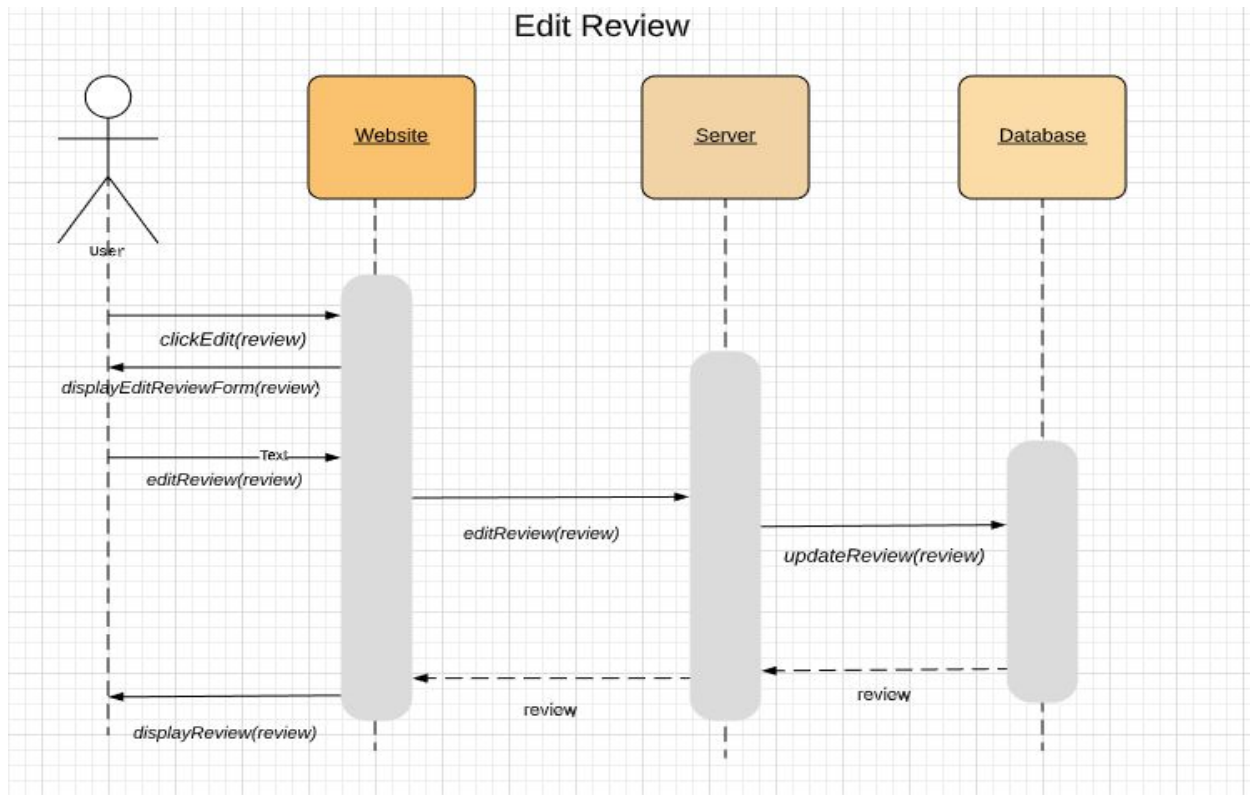 Edit Review
Website
Server
Database
User
clickEdit(review)
displayEditReviewForm(review)
Text
editReview(review)
editReview(review)
updateReview(review)
review
review
displayReview(review)